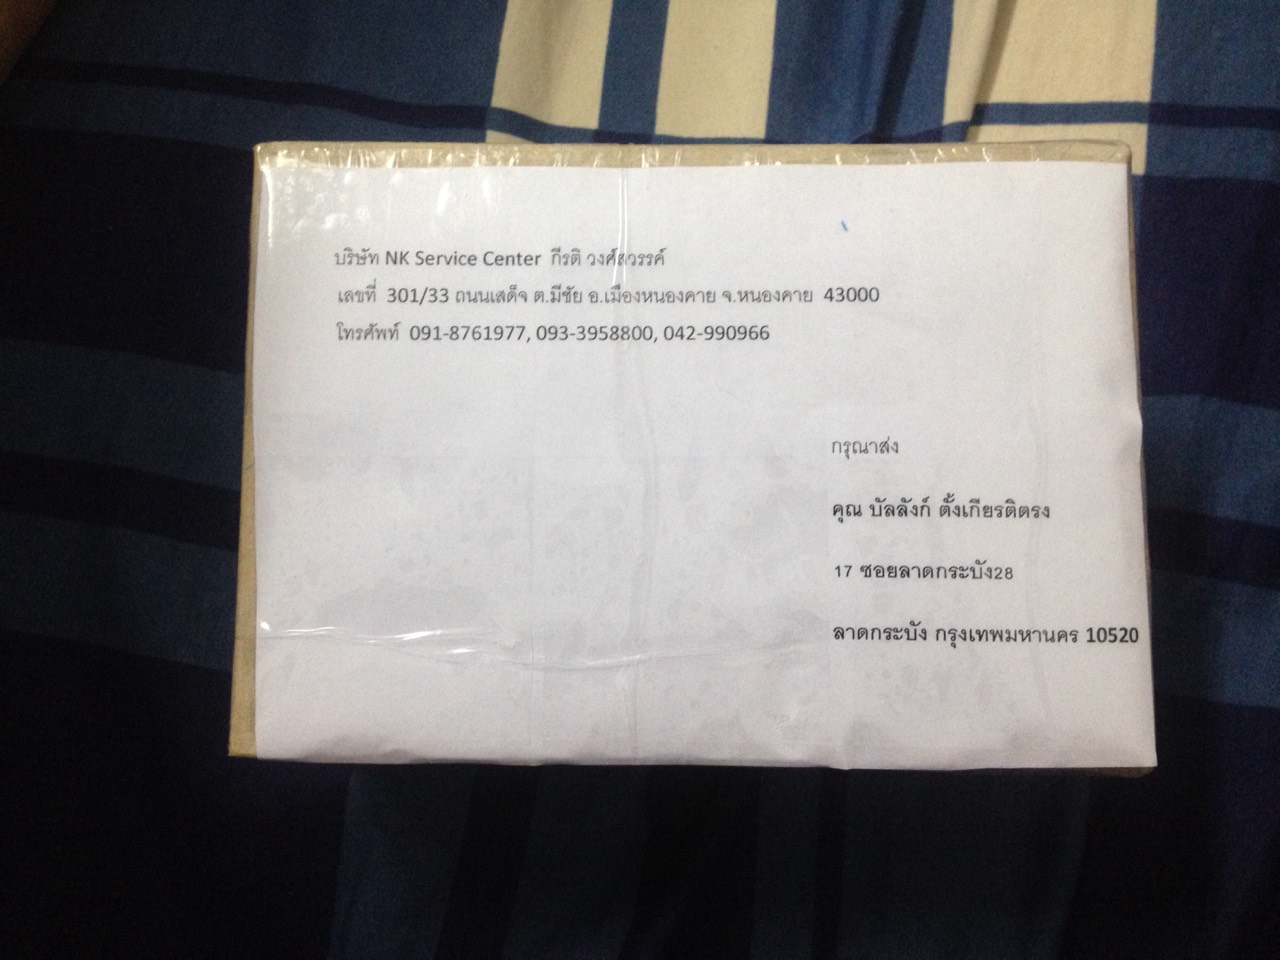 บริษัท NK Service Center กีรติ วงศ์สวรรค์
เลขที่ 301/33 ถนนเสด็จ ต.มีชัย อ.เมืองหนองคาย จ.หนองคาย 43000
โทรศัพท์ 091-8761977, 093-3958800, 042-990966
กรุณาส่ง
คุณ บัลลังก์ ตั้งเกียรติตรง
17 ซอยลาดกระบัง28
ลาดกระบัง กรุงเทพมหานคร 10520